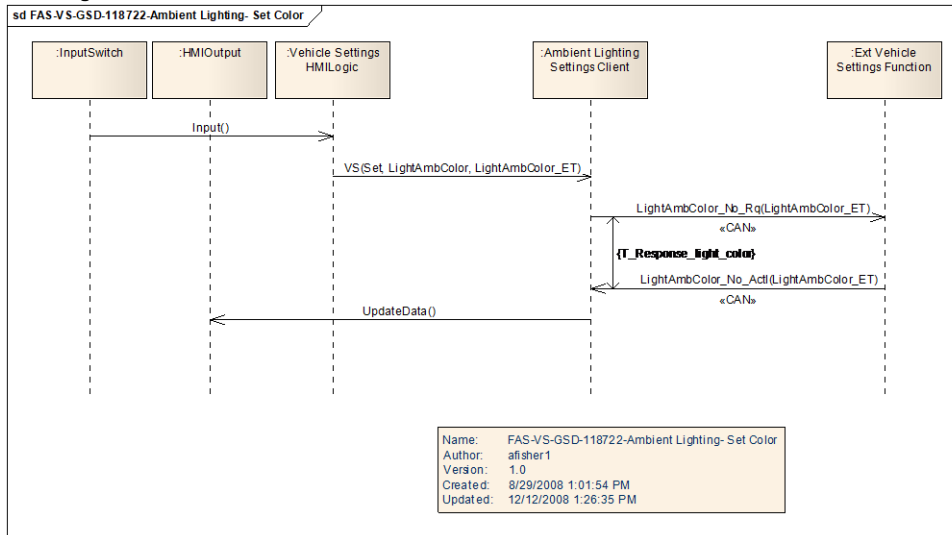 sd FAS-VS-GSD-118722-Ambient Lighting- Set Color
:InputSwitch
:HMIOutput
:Vehicle Settings
HMILogic
:Ambient Lighting
Settings Client
:Ext Vehicle
Settings Function
Input()
VS(Set, LightAmbColor, LightAmbColor_ET)
LightAmbColor_No_Rq(LightAmbColor_ET)
«CAN»
{T_Response_light_color}
LightAmbColor_No_Actl(LightAmbColor_ET)
«CAN»
UpdateData()
Name: FAS-VS-GSD-118722-Ambient Lighting- Set Color
Author: afisher1
Version: 1.0
Created: 8/29/2008 1:01:54 PM
Updated: 12/12/2008 1:26:35 PM